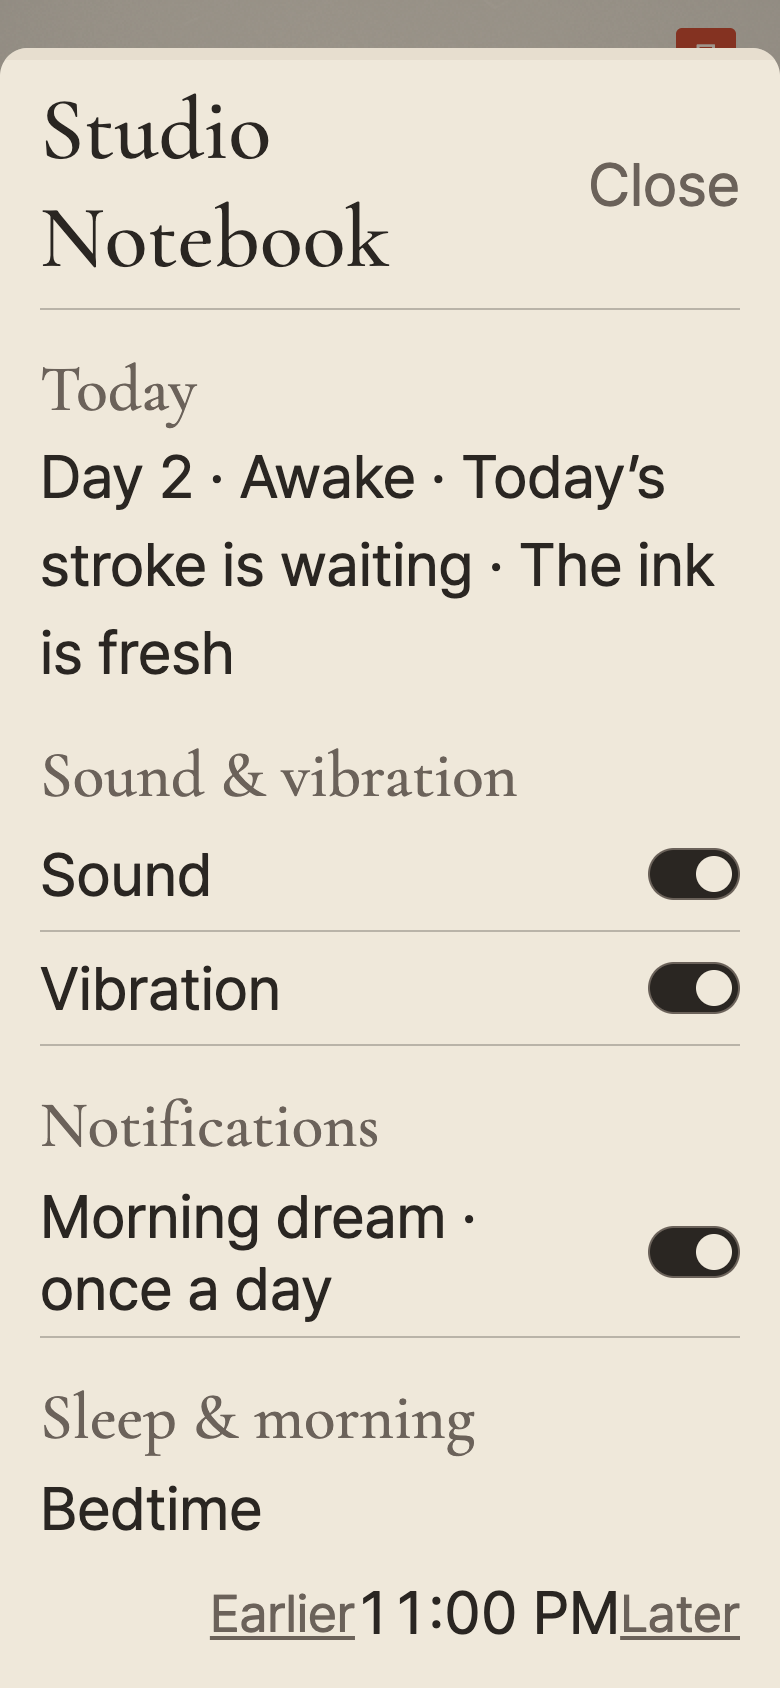 Studio
Notebook
Close
Today
Day 2 · Awake · Today’s
stroke is waiting · The ink
is fresh
Sound & vibration
Sound
Vibration
Notifications
Morning dream ·
once a day
Sleep & morning
Bedtime
Earlier 11:00 PM Later